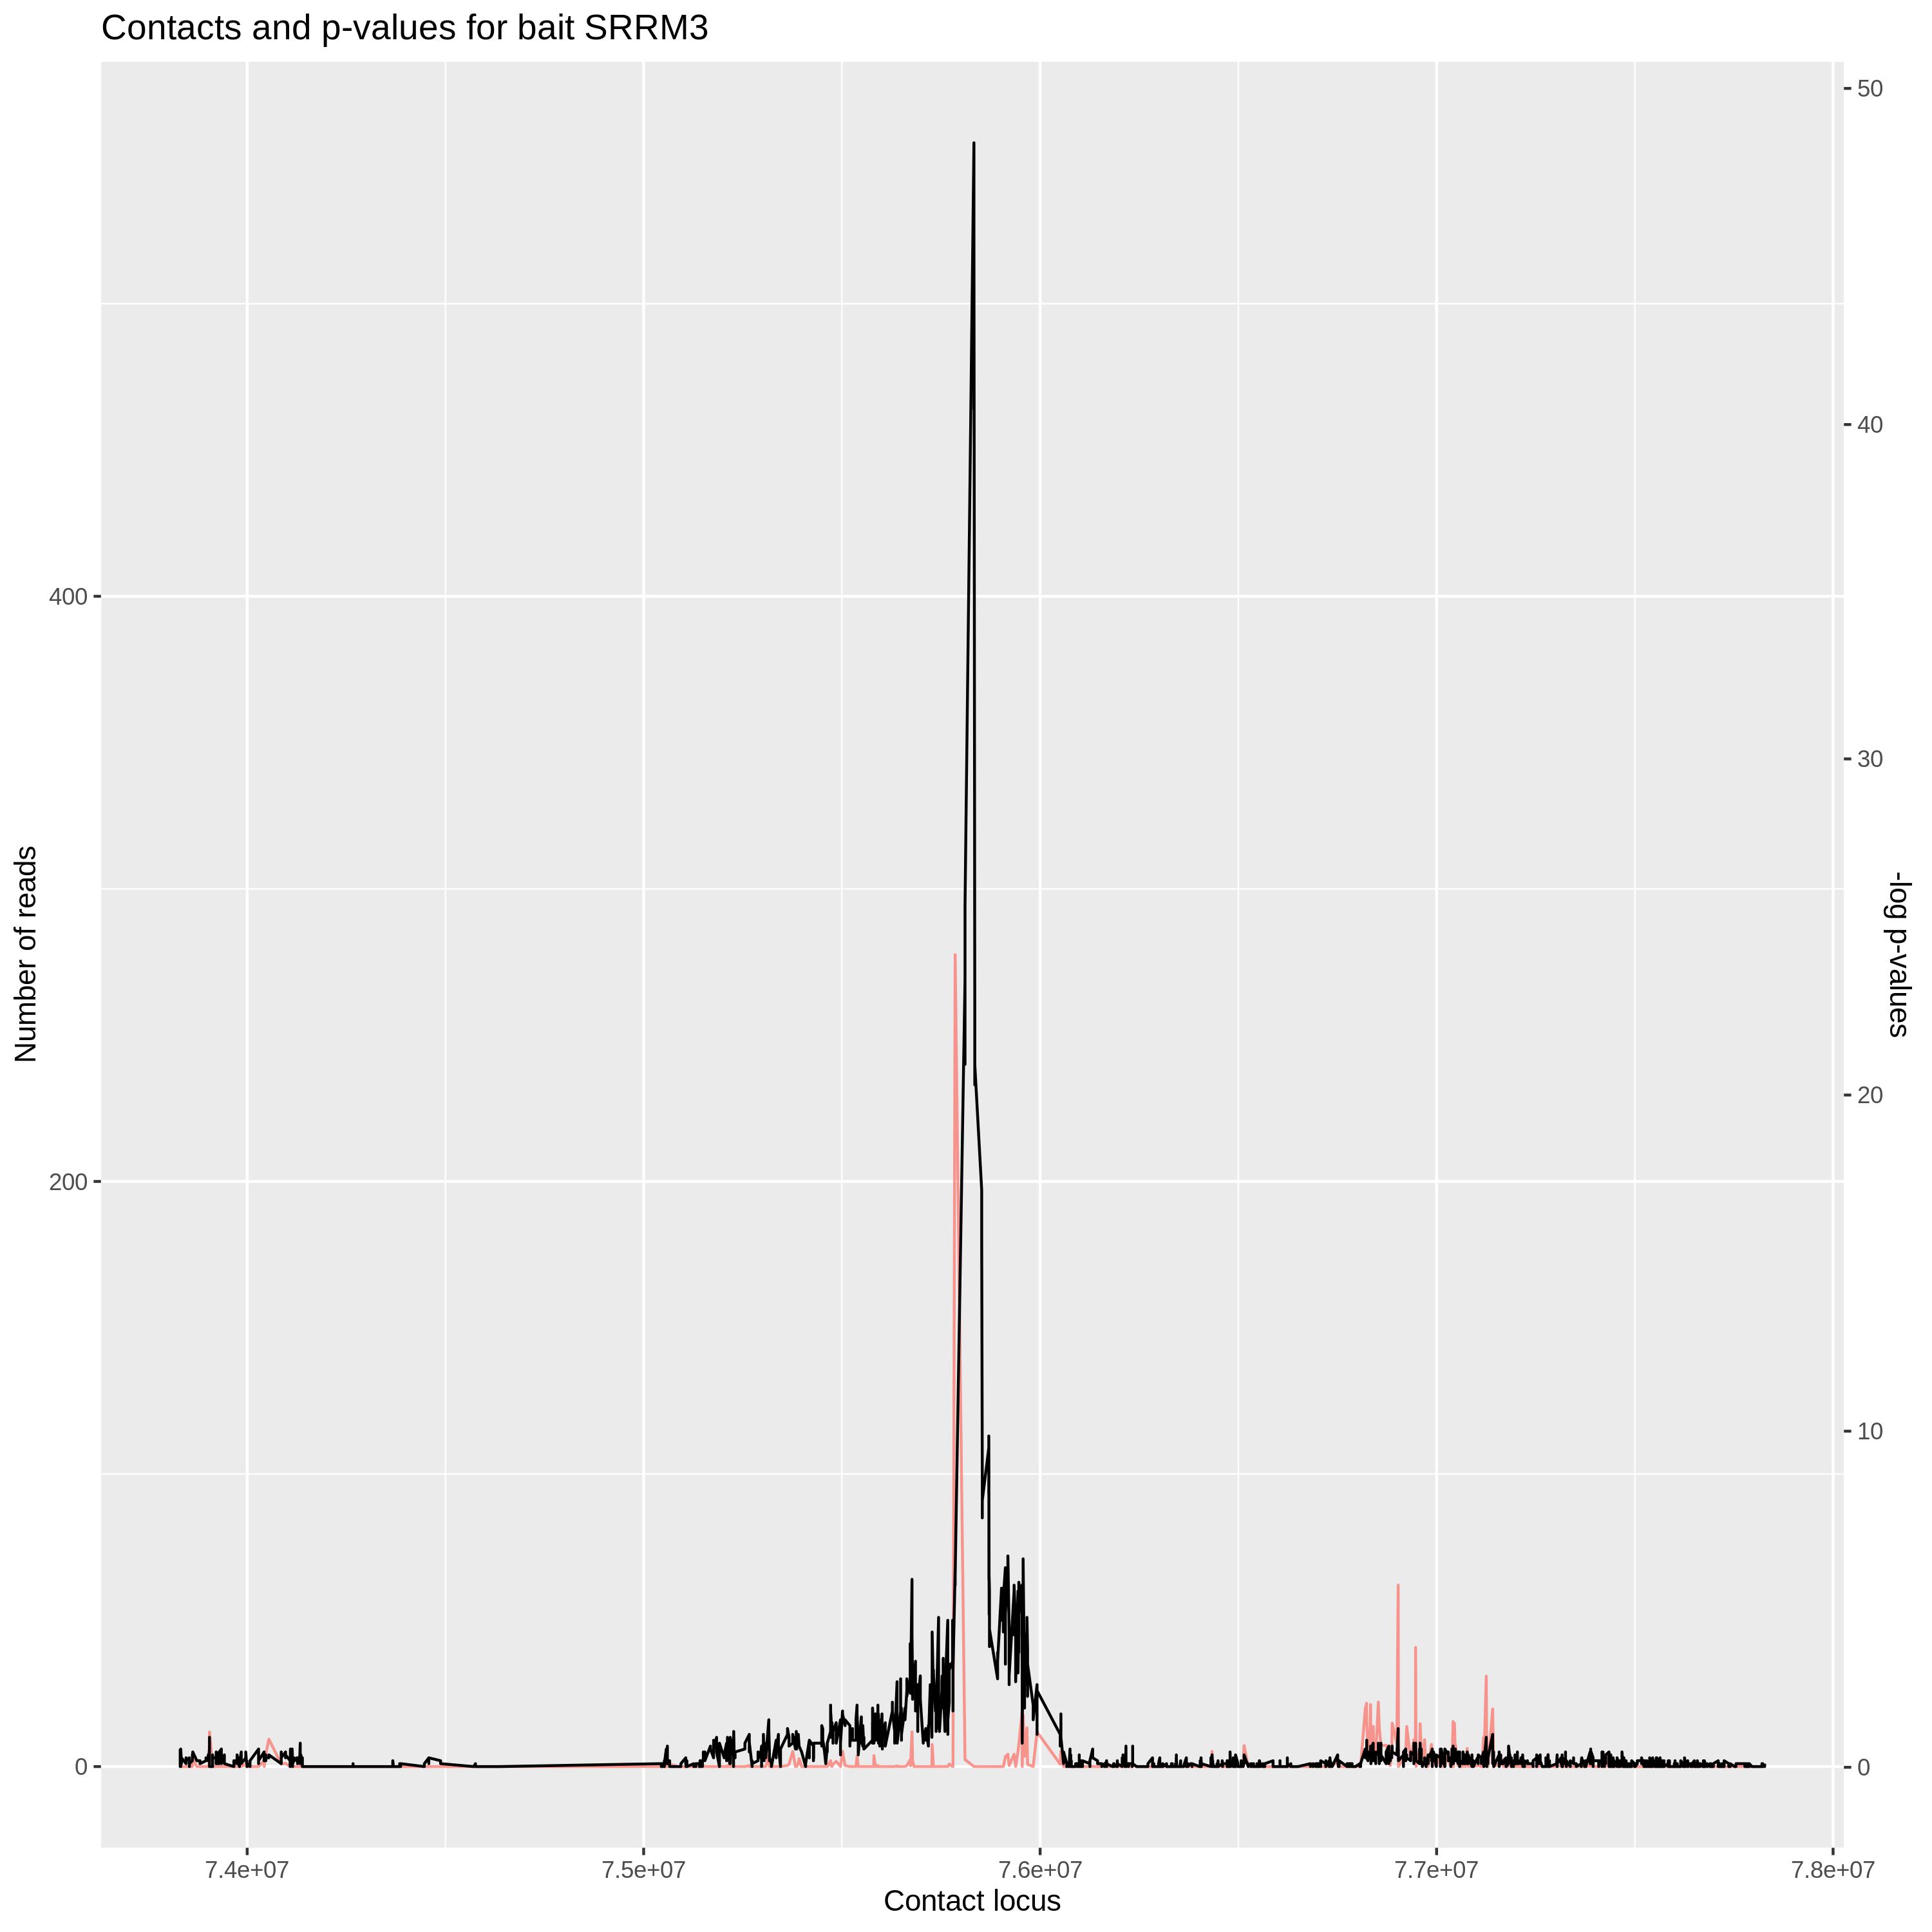 Contacts and p-values for bait SRRM3
Number of reads
400
200
0
50
40
30
20
10
0
-log p-values
7.4e+07 7.5e+07 7.6e+07 7.7e+07 7.8e+07
Contact locus